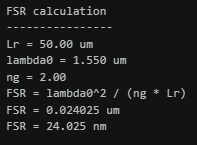 FSR calculation
---------------
Lr = 50.00 um
lambda0 = 1.550 um
ng = 2.00
FSR = lambda0^2 / (ng * Lr)
FSR = 0.024025 um
FSR = 24.025 nm